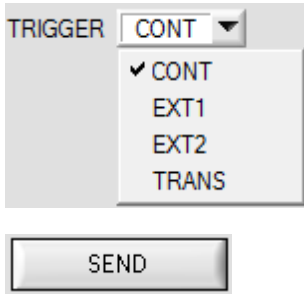 TRIGGER CONT
CONT
EXT1
EXT2
TRANS
SEND